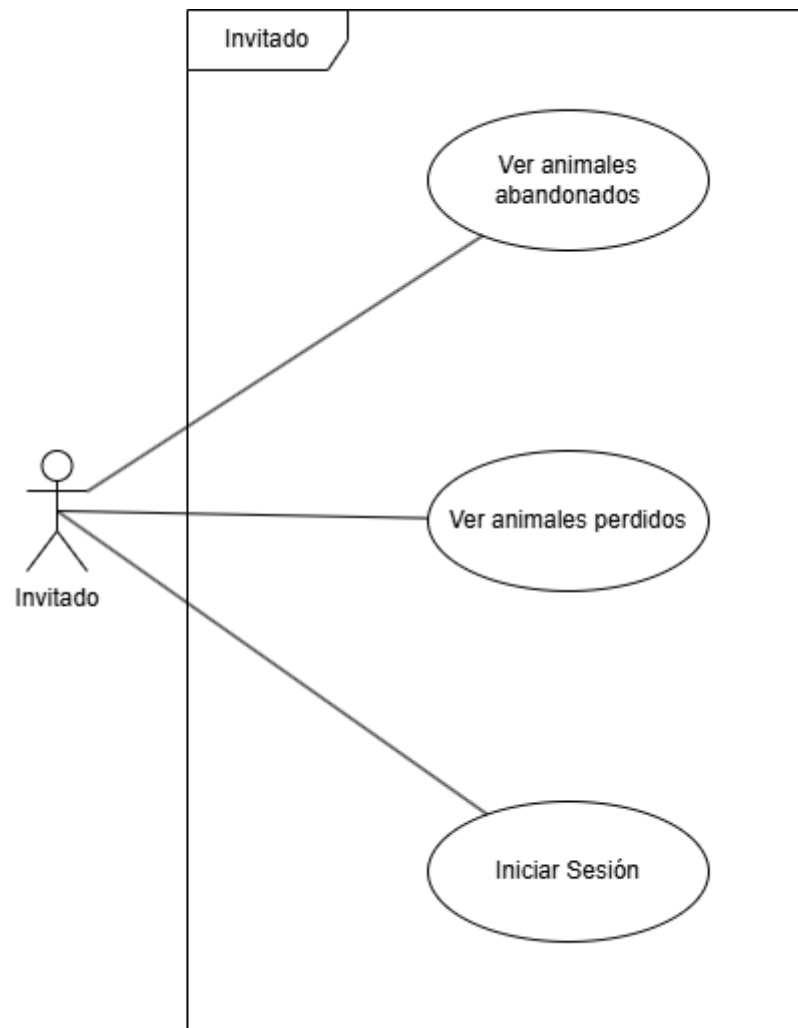 Invitado
Ver animales
abandonados
Ver animales perdidos
Invitado
Iniciar Sesión